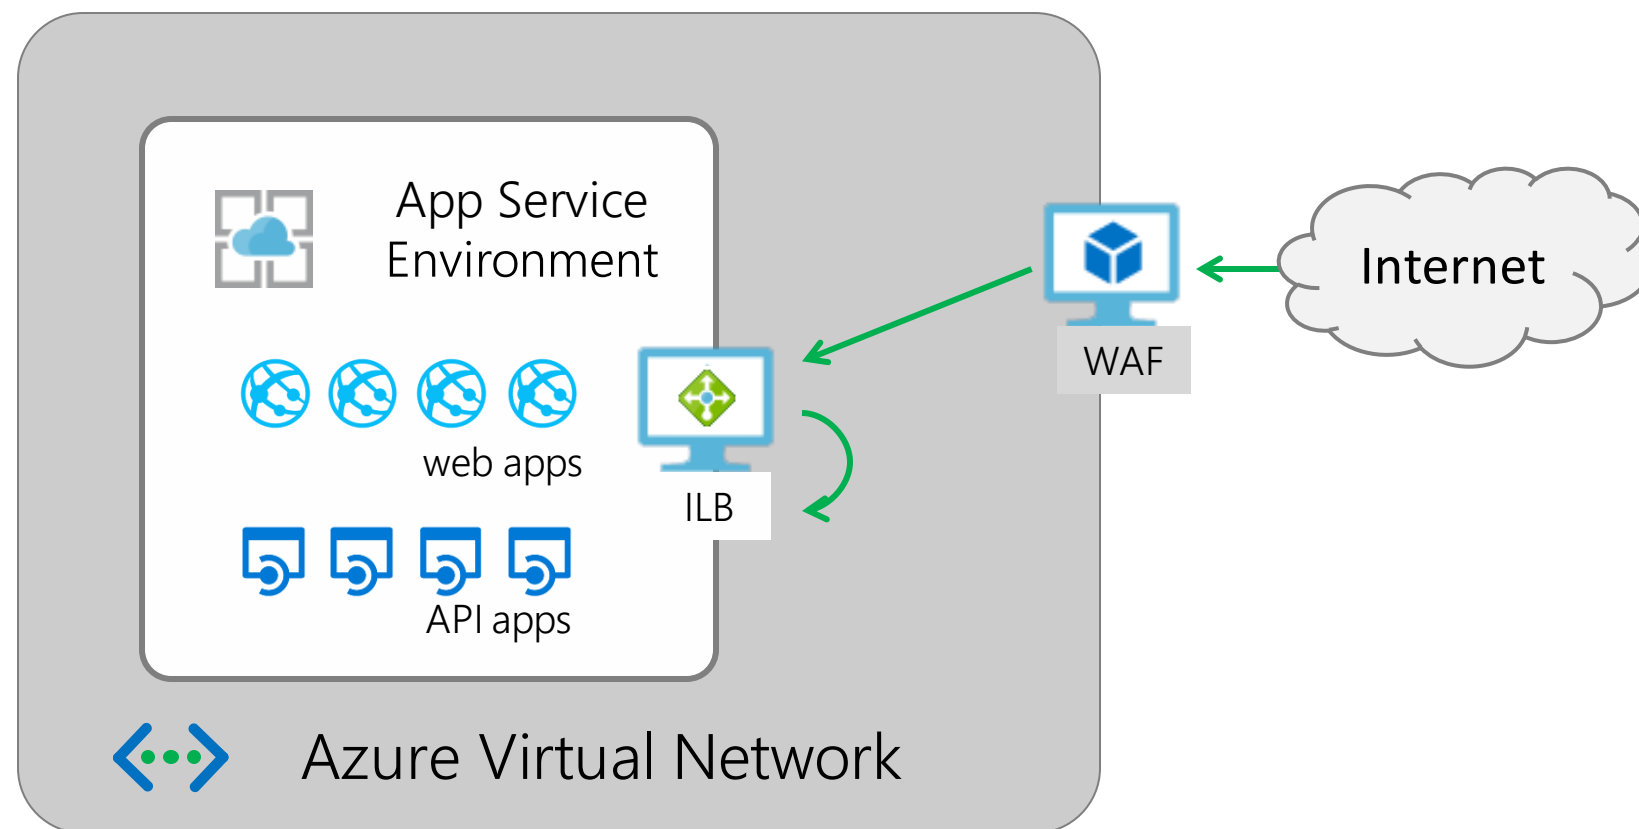 App Service
Environment
Internet
WAF
web apps
ILB
API apps
Azure Virtual Network